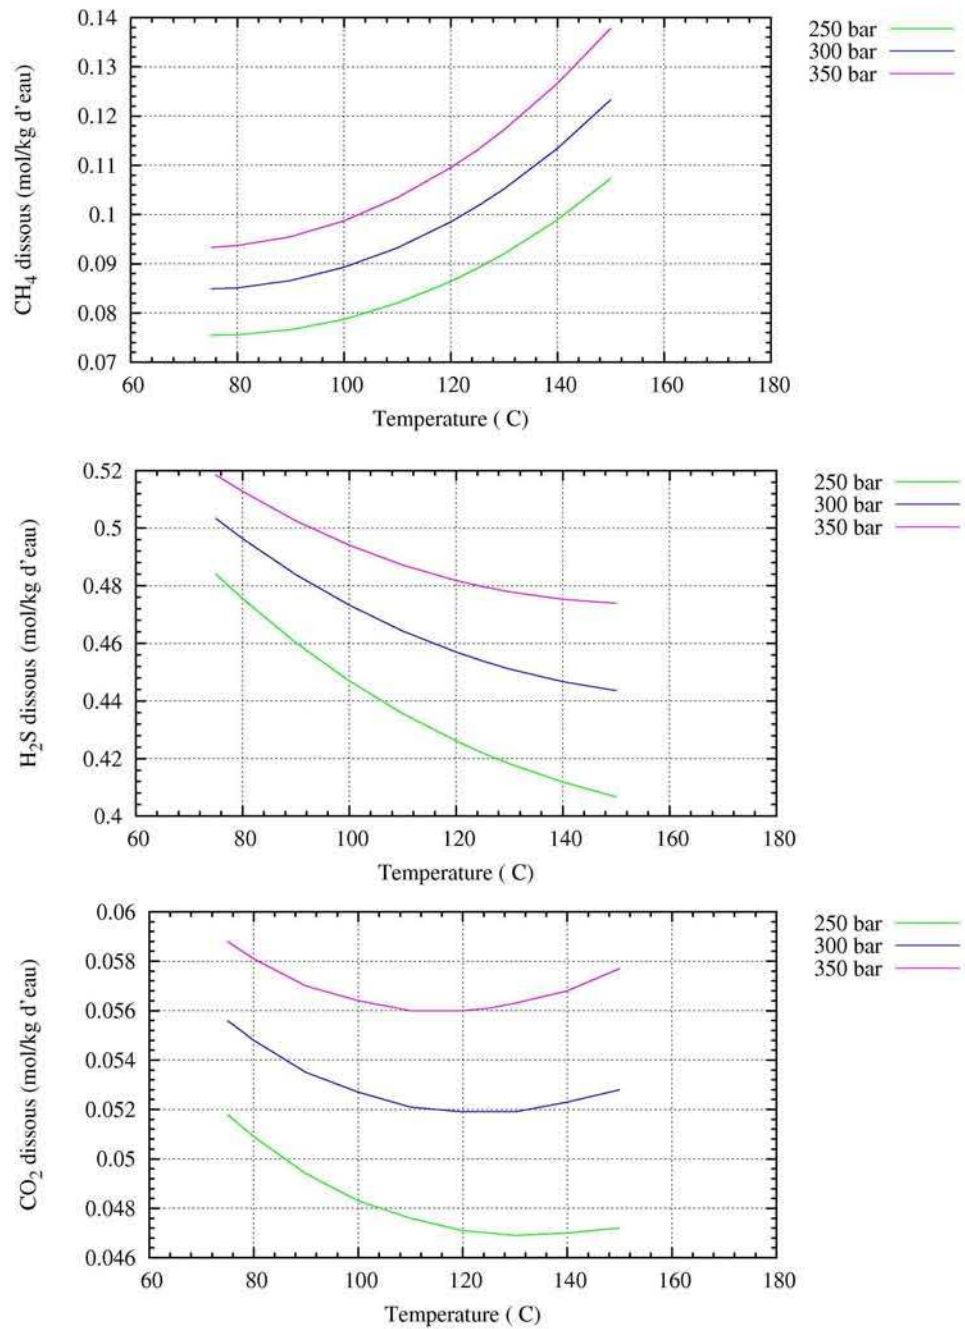 0.14
0.13
0.12
0.11
0.1
0.09
0.08
0.07
CH4 dissous (mol/kg d'eau)
60 80 100 120 140 160 180
Temperature ( C)
250 bar
300 bar
350 bar
0.52
0.5
0.48
0.46
0.44
0.42
0.4
H2S dissous (mol/kg d'eau)
60 80 100 120 140 160 180
Temperature ( C)
250 bar
300 bar
350 bar
0.06
0.058
0.056
0.054
0.052
0.05
0.048
0.046
CO2 dissous (mol/kg d'eau)
60 80 100 120 140 160 180
Temperature ( C)
250 bar
300 bar
350 bar